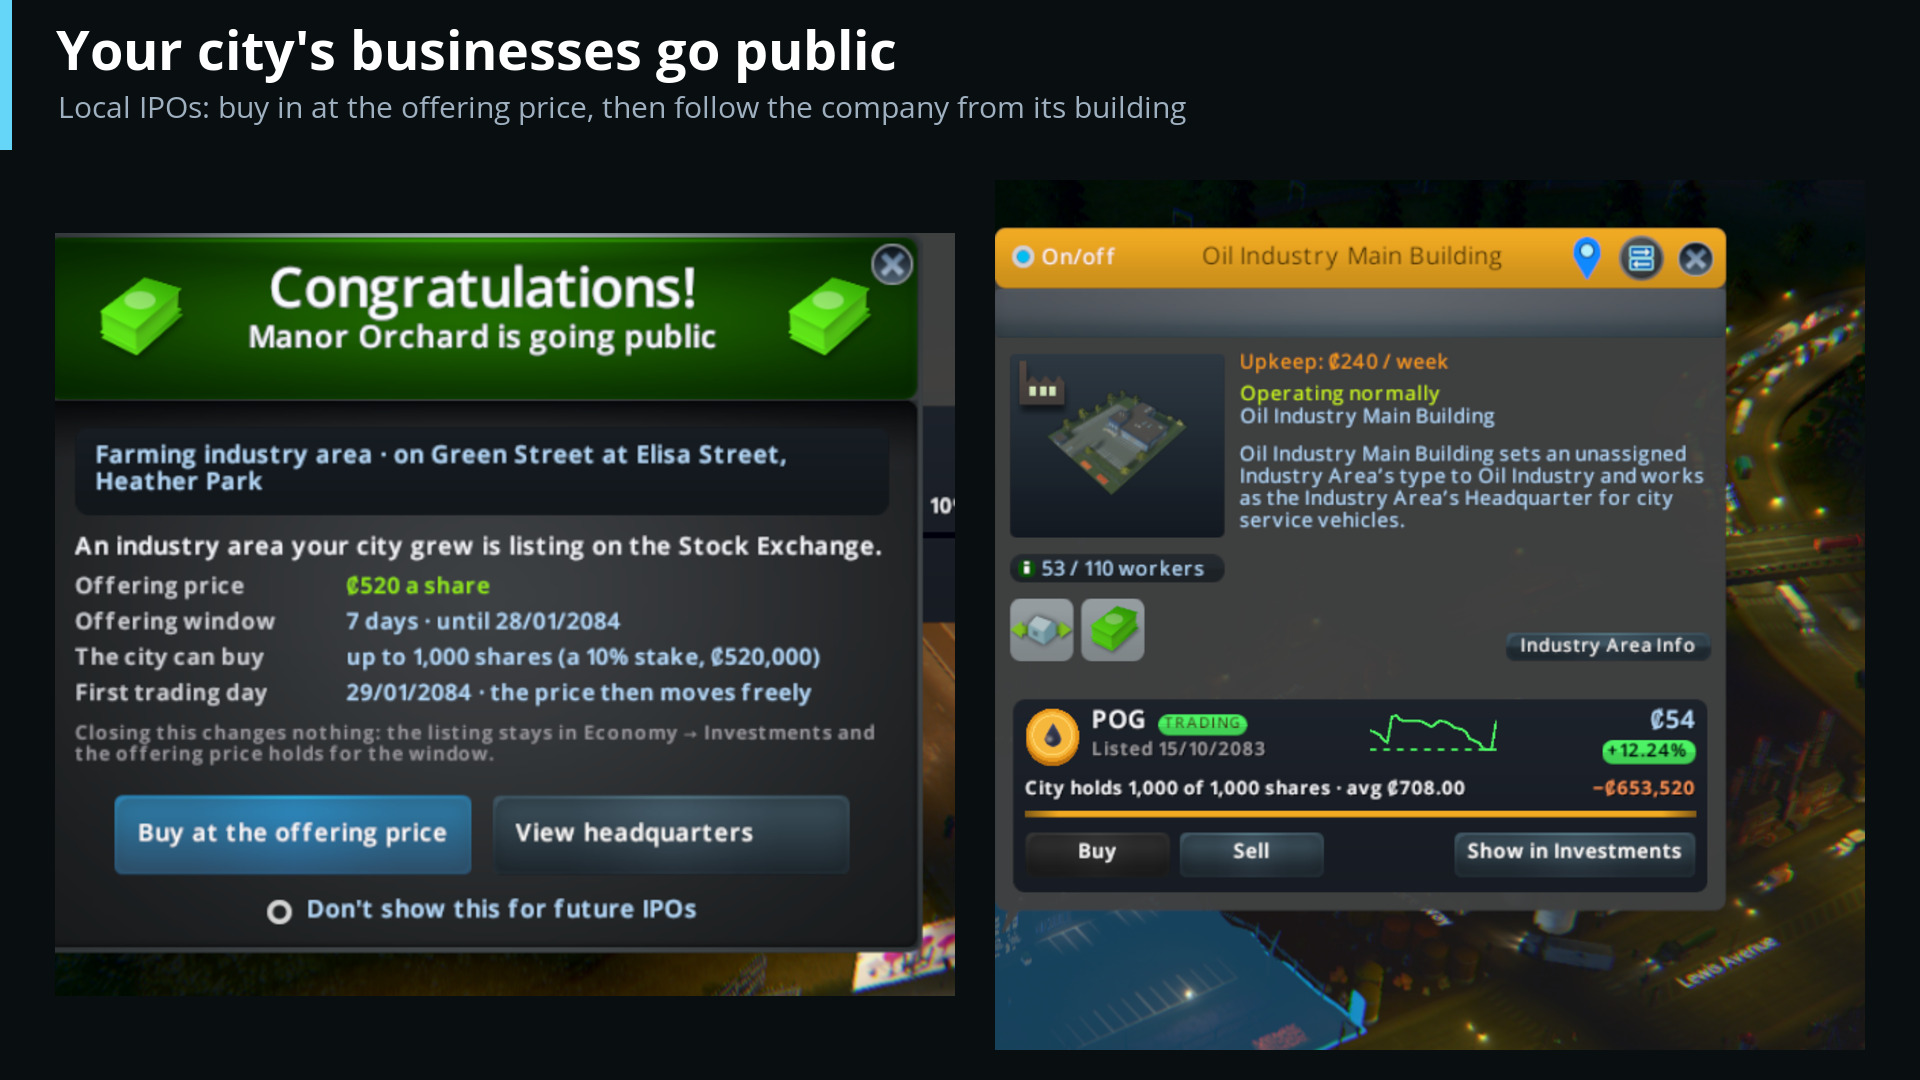 Your city's businesses go public
Local IPOs: buy in at the offering price, then follow the company from its building
Congratulations!
Manor Orchard is going public
Farming industry area · on Green Street at Elisa Street,
Heather Park
An industry area your city grew is listing on the Stock Exchange.
Offering price ₡520 a share
Offering window 7 days · until 28/01/2084
The city can buy up to 1,000 shares (a 10% stake, ₡520,000)
First trading day 29/01/2084 · the price then moves freely
Closing this changes nothing: the listing stays in Economy → Investments and
the offering price holds for the window.
Buy at the offering price
View headquarters
Don't show this for future IPOs
10
On/off
Oil Industry Main Building
Upkeep: ₡240 / week
Operating normally
Oil Industry Main Building
Oil Industry Main Building sets an unassigned
Industry Area's type to Oil Industry and works
as the Industry Area's Headquarter for city
service vehicles.
53 / 110 workers
Industry Area Info
POG TRADING
₡54
Listed 15/10/2083
+12.24%
City holds 1,000 of 1,000 shares · avg ₡708.00
−₡653,520
Buy
Sell
Show in Investments
Lewis Avenue